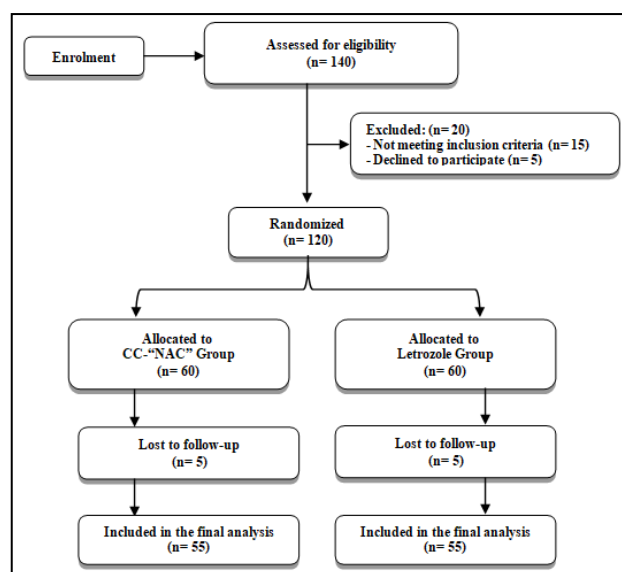 Enrolment
Assessed for eligibility
(n= 140)
Excluded: (n= 20)
- Not meeting inclusion criteria (n= 15)
- Declined to participate (n= 5)
Randomized
(n= 120)
Allocated to
CC-“NAC” Group
(n= 60)
Allocated to
Letrozole Group
(n= 60)
Lost to follow-up
(n= 5)
Lost to follow-up
(n= 5)
Included in the final analysis
(n= 55)
Included in the final analysis
(n= 55)